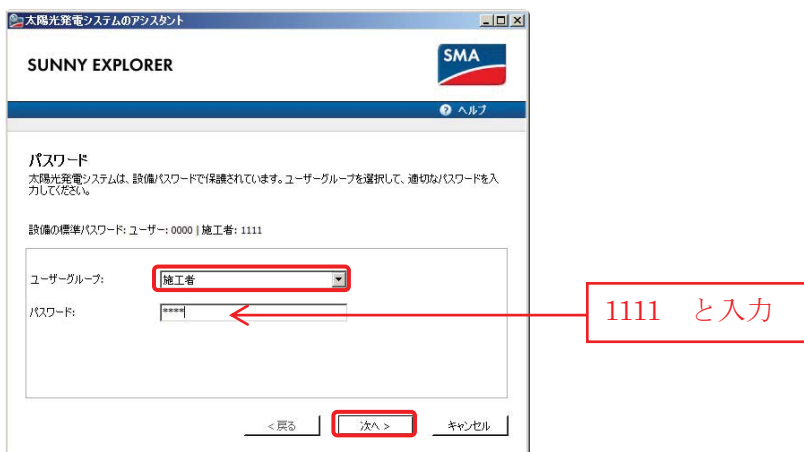 太陽光発電システムのアシスタント
SUNNY EXPLORER
SMA
? ヘルプ
パスワード
太陽光発電システムは、設備パスワードで保護されています。ユーザーグループを選択して、適切なパスワードを入
力してください。
設備の標準パスワード: ユーザー: 0000 | 施工者: 1111
ユーザーグループ:
施工者
パスワード:
****
1111 と入力
< 戻る
次へ >
キャンセル